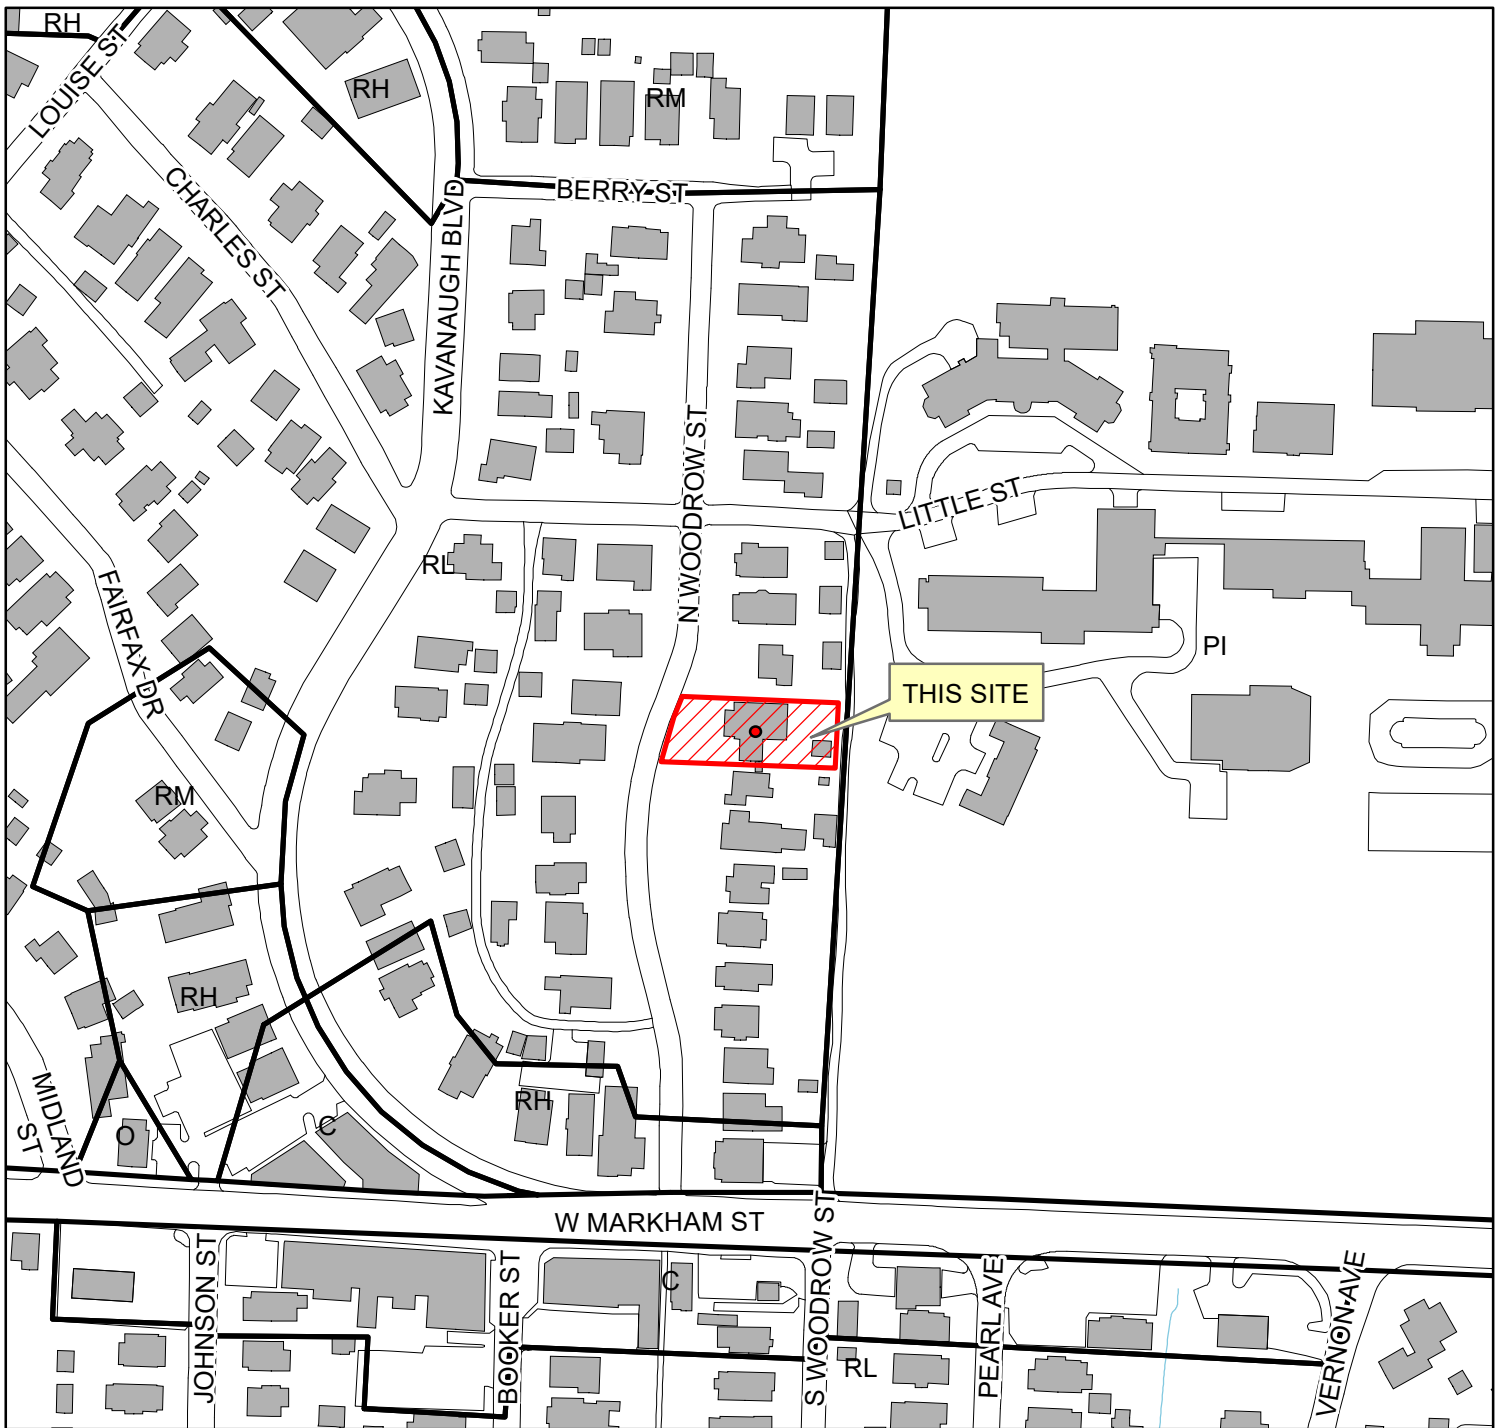 RH
LOUISE ST
RH
RM
CHARLES ST
KAVANAUGH BLVD
BERRY ST
N WOODROW ST
LITTLE ST
RL
FAIRFAX DR
PI
THIS SITE
RM
RH
MIDLAND
ST
O
C
RH
W MARKHAM ST
JOHNSON ST
BOOKER ST
C
S WOODROW ST
PEARL AVE
VERNON AVE
RL